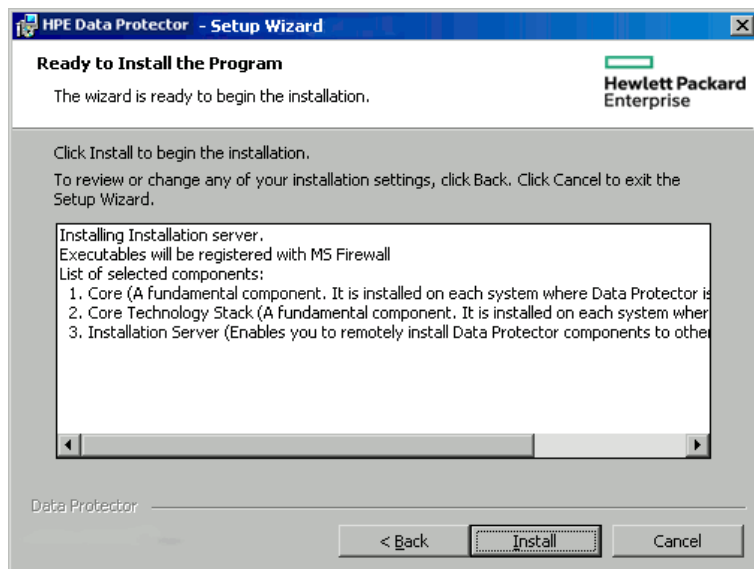 HPE Data Protector - Setup Wizard
Ready to Install the Program
The wizard is ready to begin the installation.
Hewlett Packard
Enterprise
Click Install to begin the installation.
To review or change any of your installation settings, click Back. Click Cancel to exit the
Setup Wizard.
Installing Installation server.
Executables will be registered with MS Firewall
List of selected components:
1. Core (A fundamental component. It is installed on each system where Data Protector is
2. Core Technology Stack (A fundamental component. It is installed on each system wher
3. Installation Server (Enables you to remotely install Data Protector components to other
Data Protector
< Back
Install
Cancel